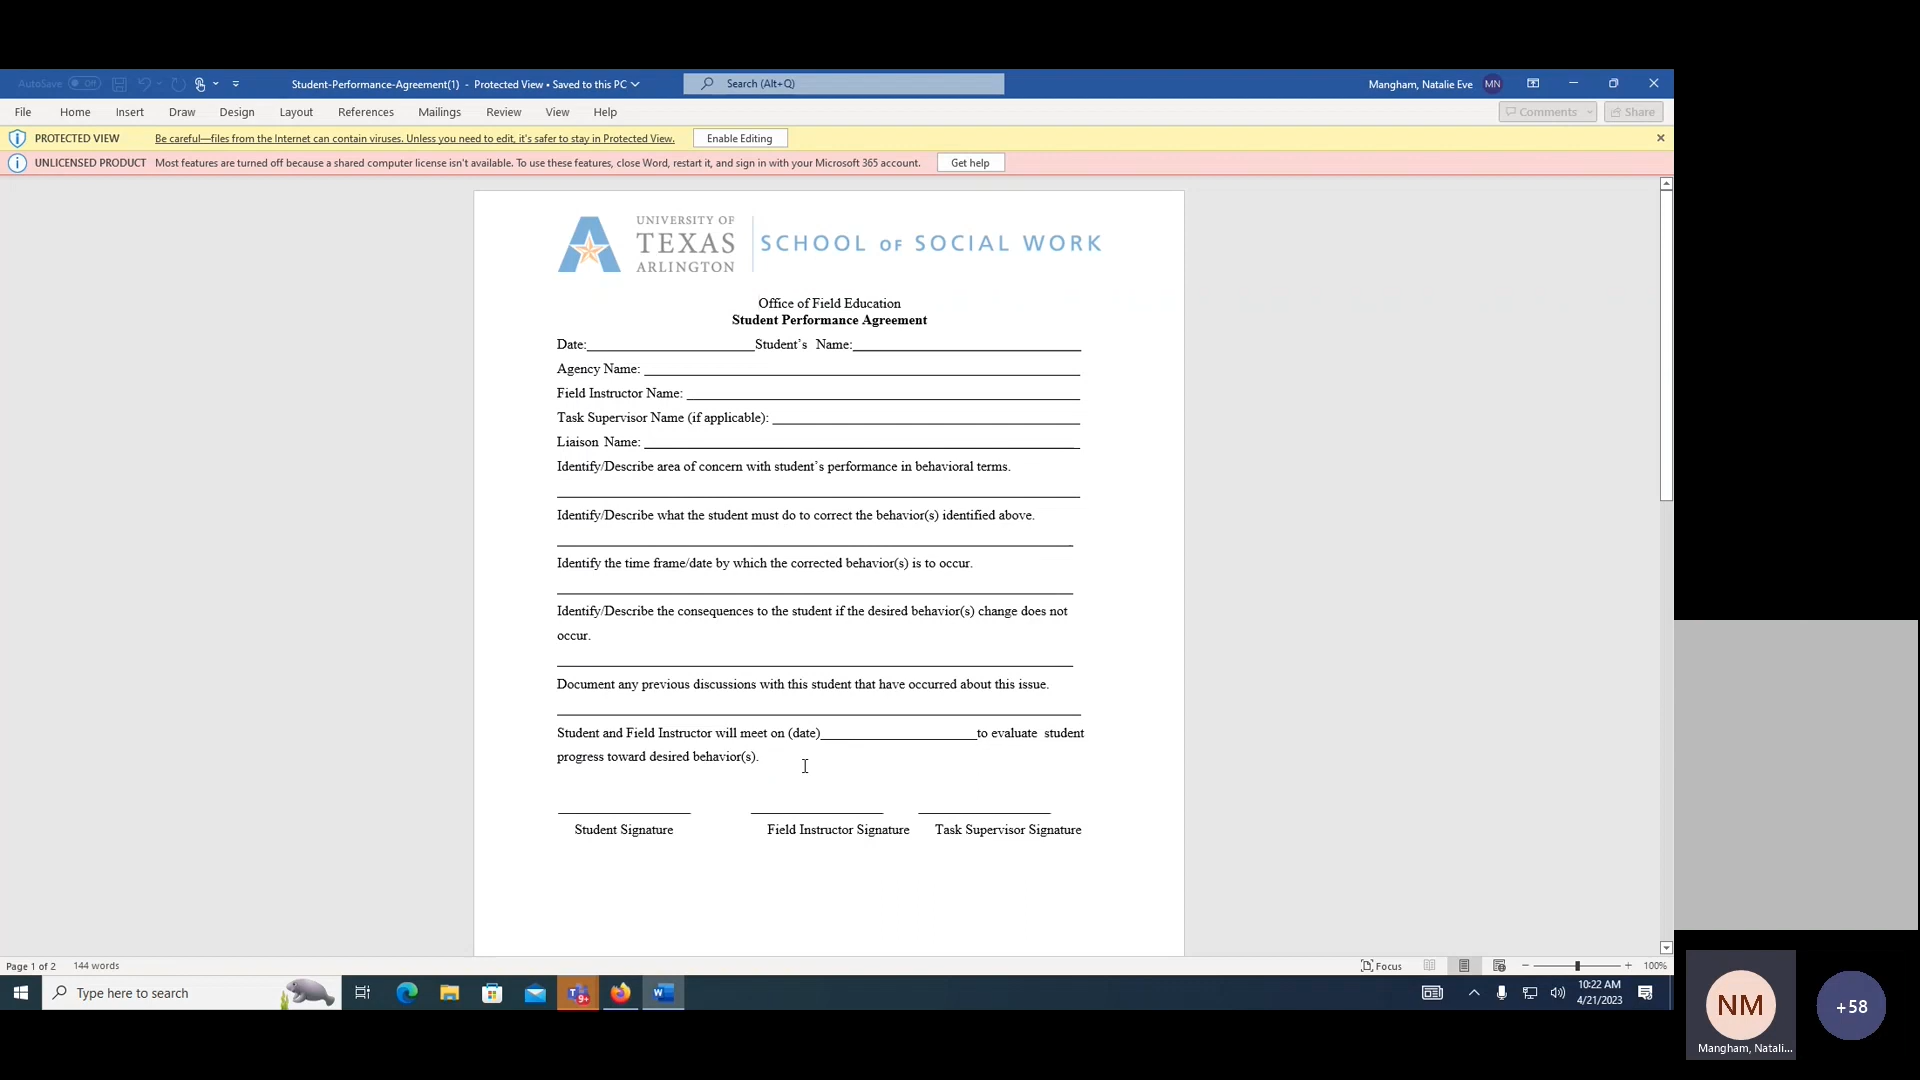 AutoSave Off Student-Performance-Agreement(1) - Protected View • Saved to this PC Search (Alt+Q) Mangham, Natalie Eve MN
File Home Insert Draw Design Layout References Mailings Review View Help Comments Share
PROTECTED VIEW Be careful—files from the Internet can contain viruses. Unless you need to edit, it's safer to stay in Protected View. Enable Editing
UNLICENSED PRODUCT Most features are turned off because a shared computer license isn't available. To use these features, close Word, restart it, and sign in with your Microsoft 365 account. Get help
UNIVERSITY OF
TEXAS
ARLINGTON
SCHOOL OF SOCIAL WORK
Office of Field Education
Student Performance Agreement
Date:________________________Student’s Name:________________________________
Agency Name: ______________________________________________________________
Field Instructor Name: ________________________________________________________
Task Supervisor Name (if applicable): ____________________________________________
Liaison Name: ______________________________________________________________
Identify/Describe area of concern with student’s performance in behavioral terms.
Identify/Describe what the student must do to correct the behavior(s) identified above.
Identify the time frame/date by which the corrected behavior(s) is to occur.
Identify/Describe the consequences to the student if the desired behavior(s) change does not
occur.
Document any previous discussions with this student that have occurred about this issue.
Student and Field Instructor will meet on (date)______________________to evaluate student
progress toward desired behavior(s).
Student Signature Field Instructor Signature Task Supervisor Signature
Page 1 of 2 144 words Focus 100%
Type here to search 9+ 10:22 AM
4/21/2023
NM +58
Mangham, Natali...